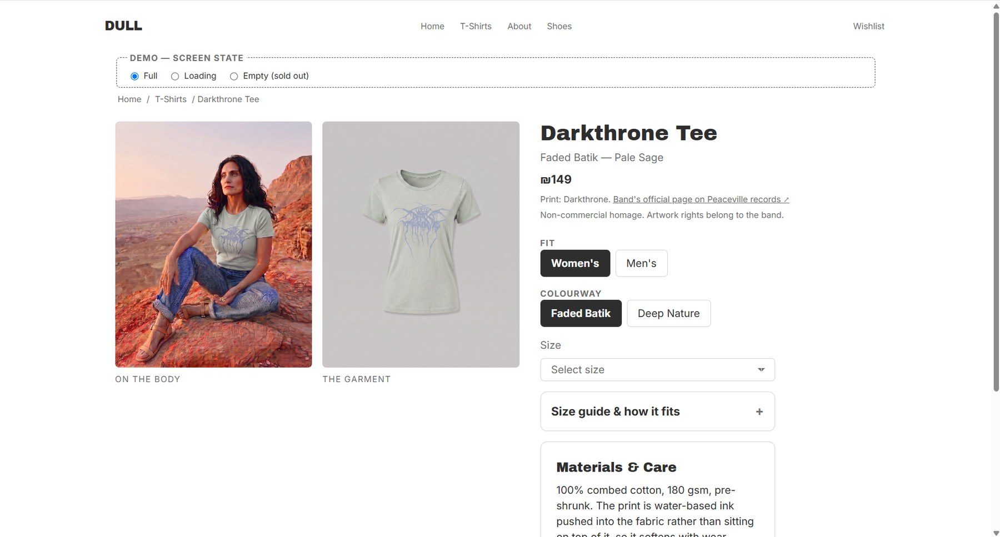 DULL
Home T-Shirts About Shoes
Wishlist
DEMO — SCREEN STATE
Full Loading Empty (sold out)
Home / T-Shirts / Darkthrone Tee
ON THE BODY
THE GARMENT
Darkthrone Tee
Faded Batik — Pale Sage
₪149
Print: Darkthrone. Band's official page on Peaceville records ↗
Non-commercial homage. Artwork rights belong to the band.
FIT
Women's Men's
COLOURWAY
Faded Batik Deep Nature
Size
Select size
Size guide & how it fits +
Materials & Care
100% combed cotton, 180 gsm, pre-
shrunk. The print is water-based ink
pushed into the fabric rather than sitting
on top of it, so it softens with wear